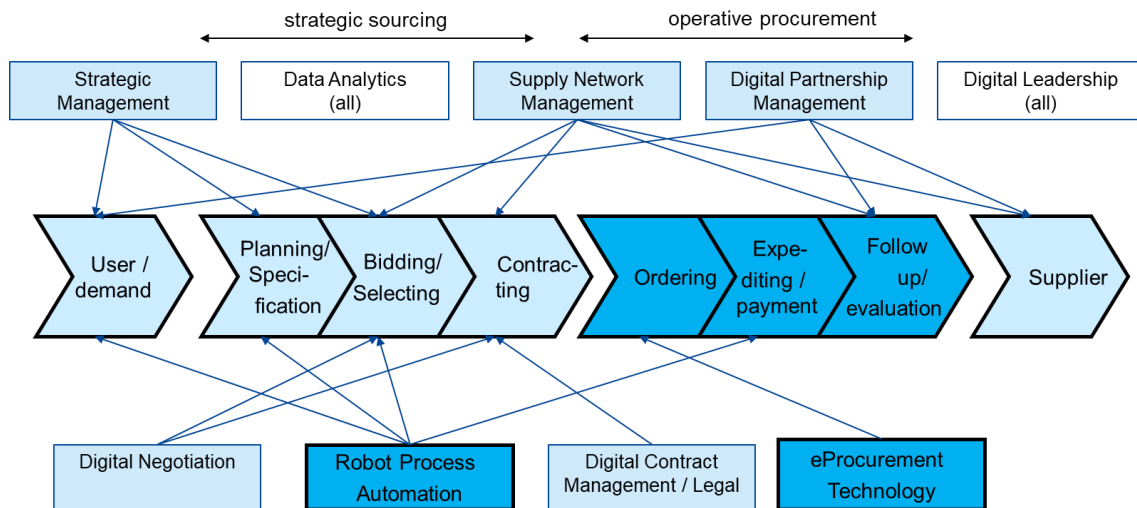 strategic sourcing
operative procurement
Strategic
Management
Data Analytics
(all)
Supply Network
Management
Digital Partnership
Management
Digital Leadership
(all)
User /
demand
Planning/
Speci-
fication
Bidding/
Selecting
Contrac-
ting
Ordering
Expe-
diting /
payment
Follow
up/
evaluation
Supplier
Digital Negotiation
Robot Process
Automation
Digital Contract
Management / Legal
eProcurement
Technology